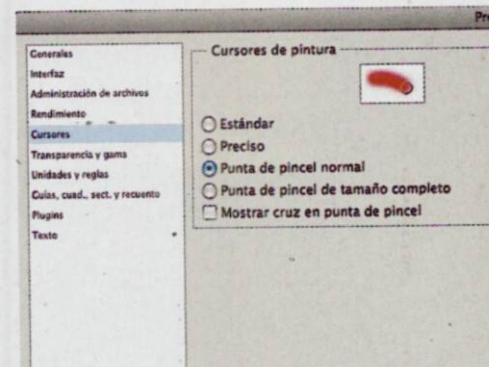 Generales
Interfaz
Administración de archivos
Rendimiento
Cursores
Transparencia y gama
Unidades y reglas
Guías, cuad., sect. y recuento
Plugins
Texto
Cursores de pintura
Estándar
Preciso
Punta de pincel normal
Punta de pincel de tamaño completo
Mostrar cruz en punta de pincel